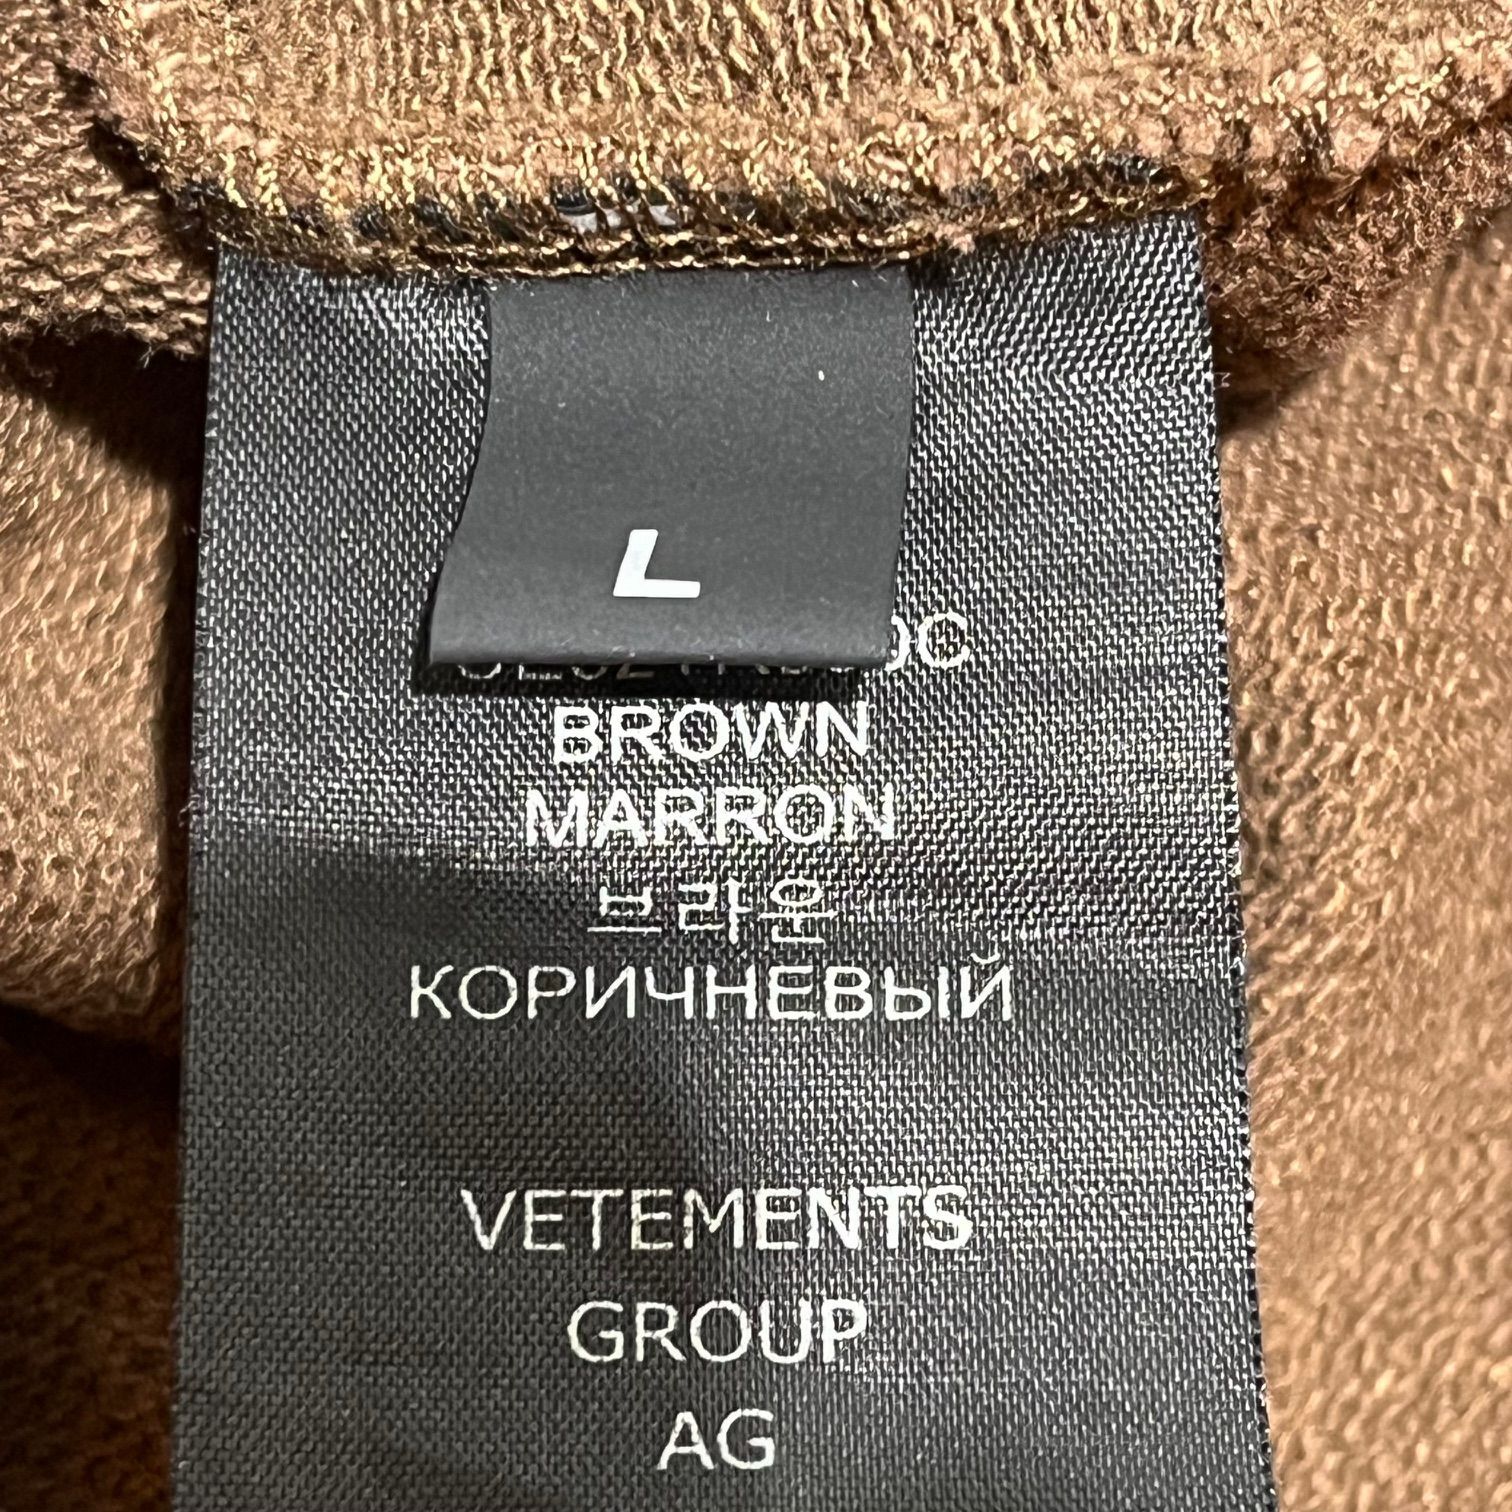 L
BROWN
MARRON
브라운
КОРИЧНЕВЫЙ
VETEMENTS
GROUP
AG